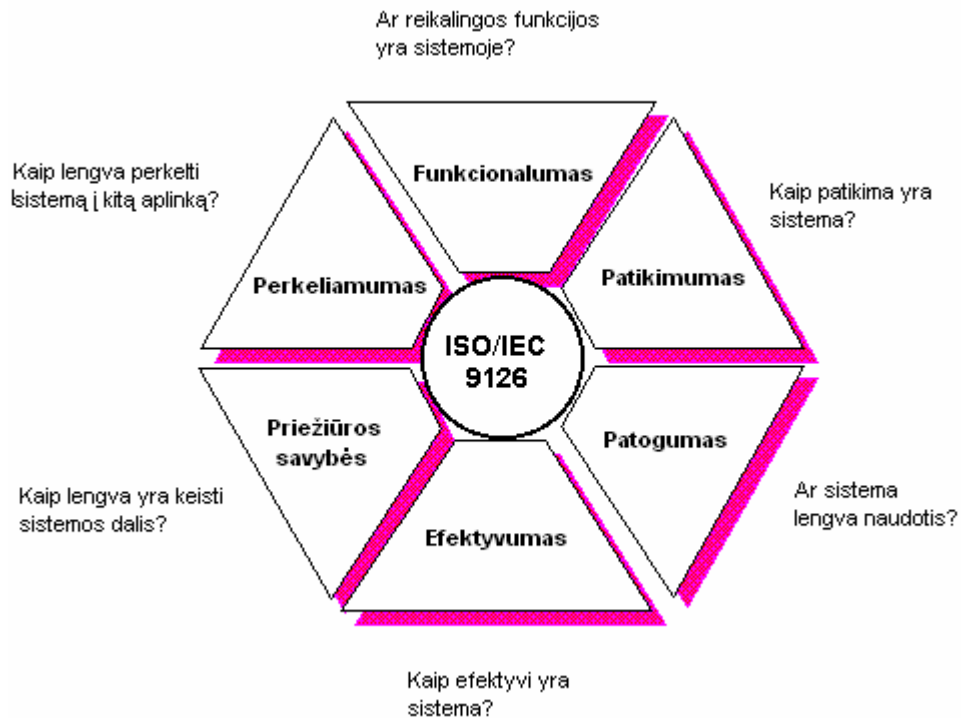 Ar reikalingos funkcijos
yra sistemoje?
Funkcionalumas
Kaip lengva perkelti
sistemą į kitą aplinką?
Perkeliamumas
Kaip patikima yra
sistema?
Patikimumas
ISO/IEC
9126
Priežiūros
savybės
Kaip lengva yra keisti
sistemos dalis?
Patogumas
Ar sistema
lengva naudotis?
Efektyvumas
Kaip efektyvi yra
sistema?